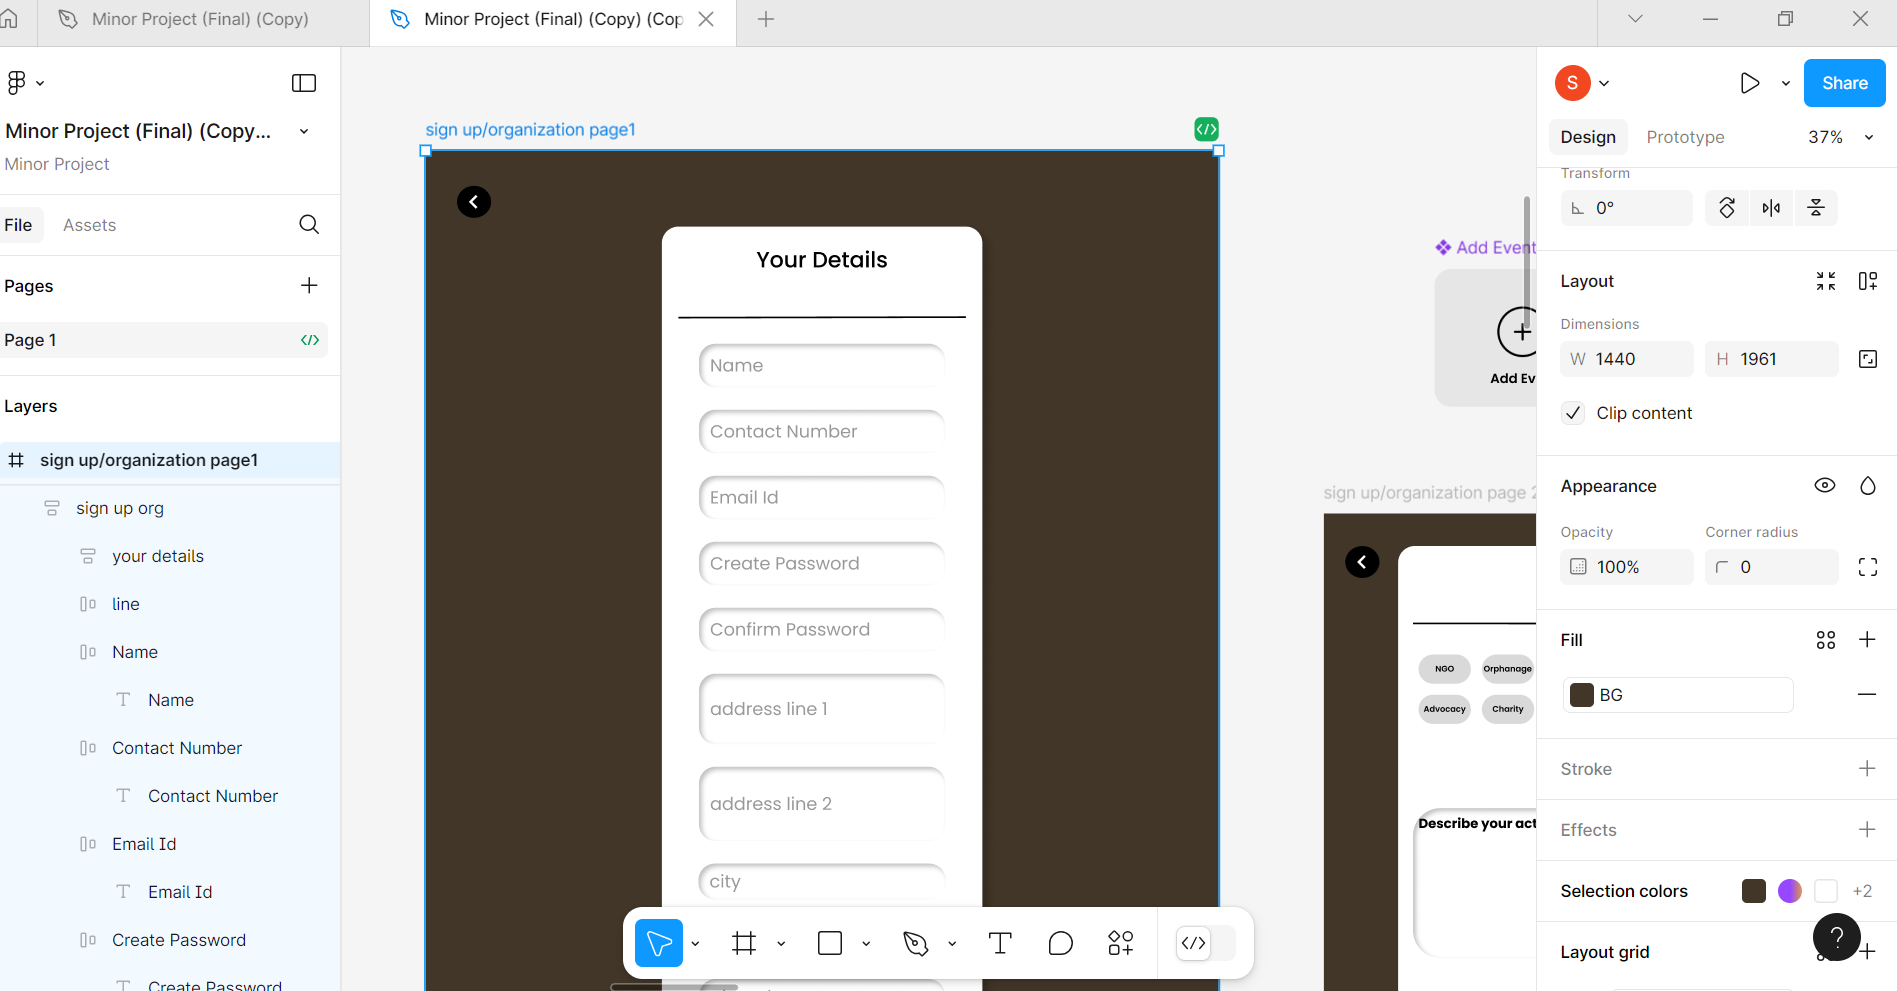 Minor Project (Final) (Copy)
Minor Project (Final) (Copy) (Cop
Minor Project (Final) (Copy...
Minor Project
File
Assets
Pages
Page 1
Layers
sign up/organization page1
sign up org
your details
line
Name
Name
Contact Number
Contact Number
Email Id
Email Id
Create Password
Create Password
sign up/organization page1
Your Details
Name
Contact Number
Email Id
Create Password
Confirm Password
address line 1
address line 2
city
Add Event
Add Ev
sign up/organization page 2
NGO
Orphanage
Advocacy
Charity
Describe your act
S
Share
Design
Prototype
37%
Transform
0°
Layout
Dimensions
W 1440
H 1961
Clip content
Appearance
Opacity
Corner radius
100%
0
Fill
BG
Stroke
Effects
Selection colors
+2
Layout grid
?